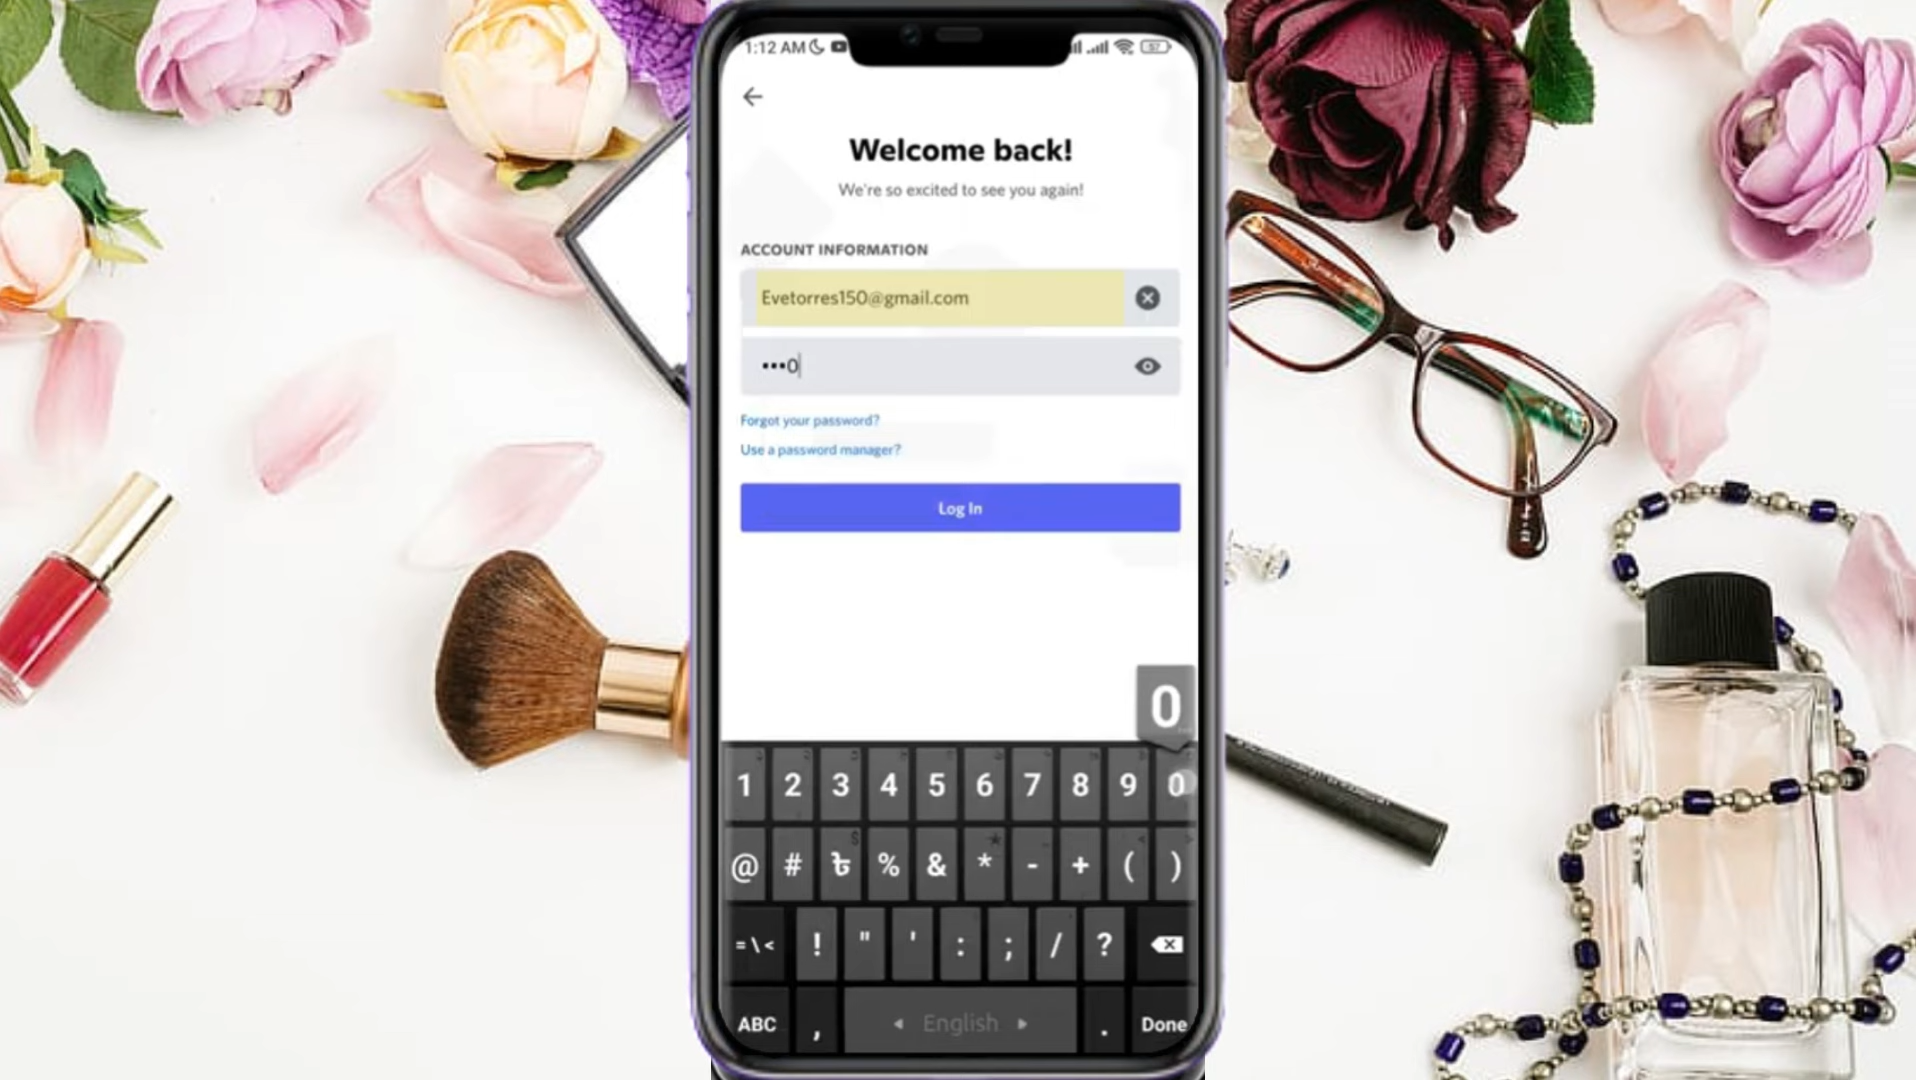 1:12 AM
57
Welcome back!
We're so excited to see you again!
ACCOUNT INFORMATION
Evetorres150@gmail.com
•••0
Forgot your password?
Use a password manager?
Log In
0
1 2 3 4 5 6 7 8 9 0
@ # ৳ % & * - + ( )
= \ < ! " ' : ; / ?
ABC , ◂ English ▸ . Done